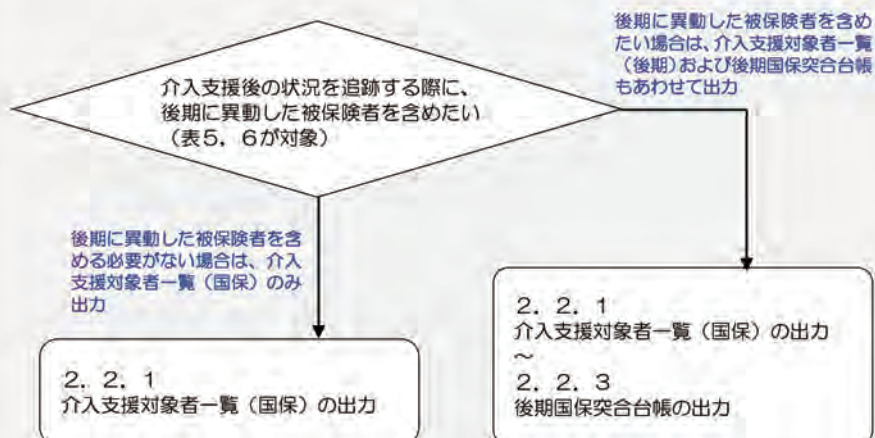 後期に異動した被保険者を含め
たい場合は、介入支援対象者一覧
（後期）および後期国保突合台帳
もあわせて出力
介入支援後の状況を追跡する際に、
後期に異動した被保険者を含めたい
（表５．６が対象）
後期に異動した被保険者を含
める必要がない場合は、介入
支援対象者一覧（国保）のみ
出力
２．２．１
介入支援対象者一覧（国保）の出力
２．２．１
介入支援対象者一覧（国保）の出力
～
２．２．３
後期国保突合台帳の出力